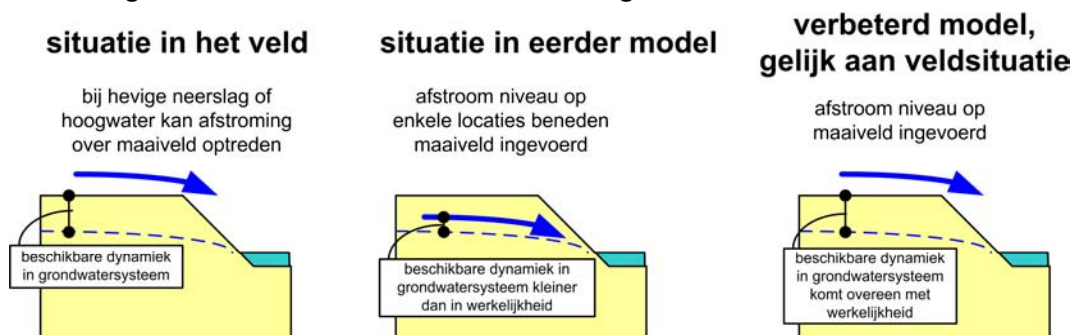 situatie in het veld
bij hevige neerslag of
hoogwater kan afstroming
over maaiveld optreden
beschikbare dynamiek
in grondwatersysteem
situatie in eerder model
afstroom niveau op
enkele locaties beneden
maaiveld ingevoerd
beschikbare dynamiek in
grondwatersysteem kleiner
dan in werkelijkheid
verbeterd model,
gelijk aan veldsituatie
afstroom niveau op
maaiveld ingevoerd
beschikbare dynamiek
in grondwatersysteem
komt overeen met
werkelijkheid